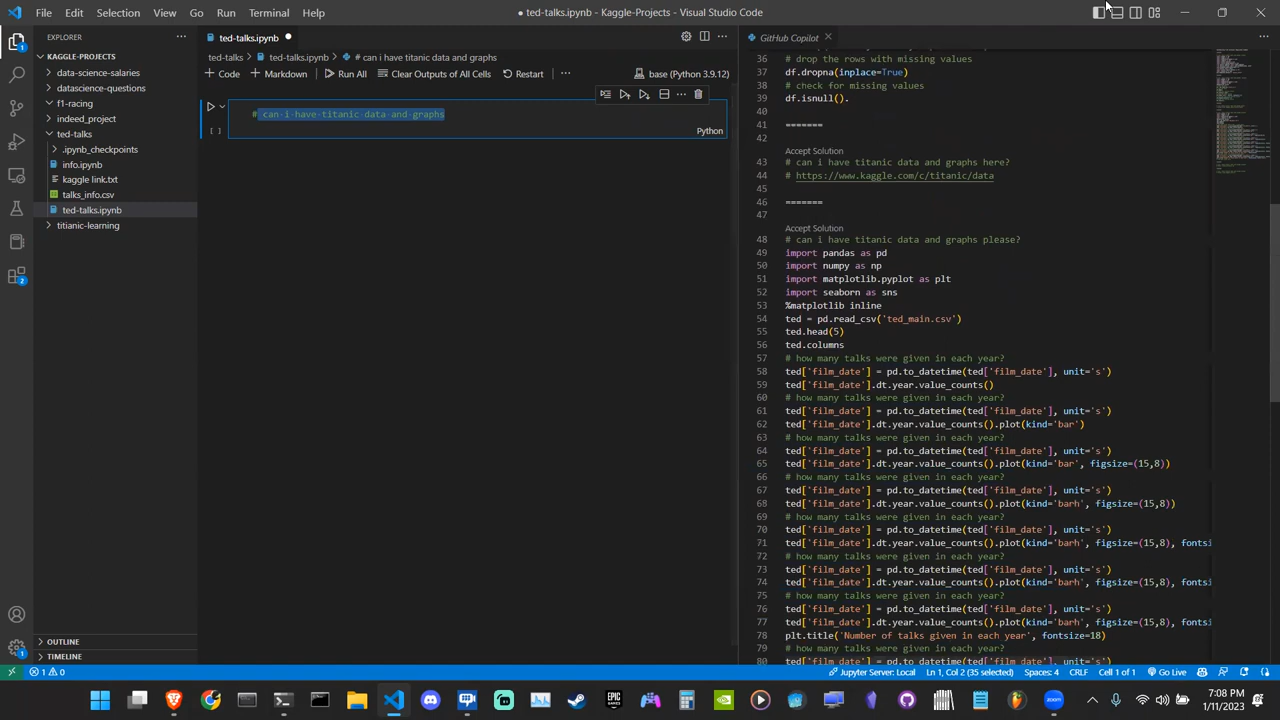 File Edit Selection View Go Run Terminal Help
● ted-talks.ipynb - Kaggle-Projects - Visual Studio Code
EXPLORER
KAGGLE-PROJECTS
data-science-salaries
datascience-questions
f1-racing
indeed_project
ted-talks
.ipynb_checkpoints
info.ipynb
kaggle link.txt
talks_info.csv
ted-talks.ipynb
titianic-learning
OUTLINE
TIMELINE
ted-talks.ipynb
ted-talks > ted-talks.ipynb > # can i have titanic data and graphs
+ Code + Markdown Run All Clear Outputs of All Cells Restart ... base (Python 3.9.12)
# can i have titanic data and graphs
[ ]
Python
GitHub Copilot
36 # drop the rows with missing values
37 df.dropna(inplace=True)
38 # check for missing values
39 df.isnull().
40
41 =======
42
Accept Solution
43 # can i have titanic data and graphs here?
44 # https://www.kaggle.com/c/titanic/data
45
46 =======
47
Accept Solution
48 # can i have titanic data and graphs please?
49 import pandas as pd
50 import numpy as np
51 import matplotlib.pyplot as plt
52 import seaborn as sns
53 %matplotlib inline
54 ted = pd.read_csv('ted_main.csv')
55 ted.head(5)
56 ted.columns
57 # how many talks were given in each year?
58 ted['film_date'] = pd.to_datetime(ted['film_date'], unit='s')
59 ted['film_date'].dt.year.value_counts()
60 # how many talks were given in each year?
61 ted['film_date'] = pd.to_datetime(ted['film_date'], unit='s')
62 ted['film_date'].dt.year.value_counts().plot(kind='bar')
63 # how many talks were given in each year?
64 ted['film_date'] = pd.to_datetime(ted['film_date'], unit='s')
65 ted['film_date'].dt.year.value_counts().plot(kind='bar', figsize=(15,8))
66 # how many talks were given in each year?
67 ted['film_date'] = pd.to_datetime(ted['film_date'], unit='s')
68 ted['film_date'].dt.year.value_counts().plot(kind='barh', figsize=(15,8))
69 # how many talks were given in each year?
70 ted['film_date'] = pd.to_datetime(ted['film_date'], unit='s')
71 ted['film_date'].dt.year.value_counts().plot(kind='barh', figsize=(15,8), fonts
72 # how many talks were given in each year?
73 ted['film_date'] = pd.to_datetime(ted['film_date'], unit='s')
74 ted['film_date'].dt.year.value_counts().plot(kind='barh', figsize=(15,8), fonts
75 # how many talks were given in each year?
76 ted['film_date'] = pd.to_datetime(ted['film_date'], unit='s')
77 ted['film_date'].dt.year.value_counts().plot(kind='barh', figsize=(15,8), fonts
78 plt.title('Number of talks given in each year', fontsize=18)
79 # how many talks were given in each year?
80 ted['film_date'] = pd.to_datetime(ted['film_date'], unit='s')
1 0 Jupyter Server: Local Ln 1, Col 2 (35 selected) Spaces: 4 CRLF Cell 1 of 1 Go Live
7:08 PM
1/11/2023